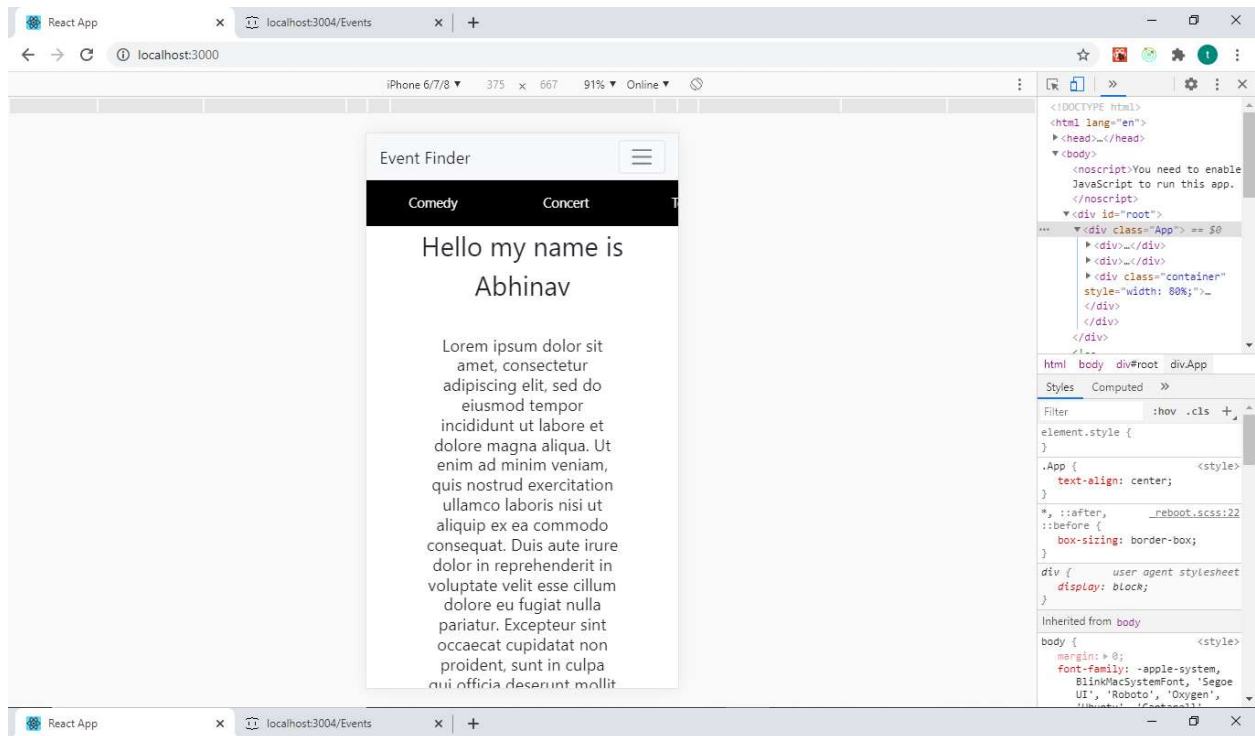 React App
localhost:3004/Events
localhost:3000
iPhone 6/7/8 ▼ 375 x 667 91% ▼ Online ▼
Event Finder
Comedy Concert
Hello my name is
Abhinav
Lorem ipsum dolor sit
amet, consectetur
adipiscing elit, sed do
eiusmod tempor
incididunt ut labore et
dolore magna aliqua. Ut
enim ad minim veniam,
quis nostrud exercitation
ullamco laboris nisi ut
aliquip ex ea commodo
consequat. Duis aute irure
dolor in reprehenderit in
voluptate velit esse cillum
dolore eu fugiat nulla
pariatur. Excepteur sint
occaecat cupidatat non
proident, sunt in culpa
qui officia deserunt mollit
<!DOCTYPE html>
<html lang="en">
<head>…</head>
<body>
<noscript>You need to enable
JavaScript to run this app.
</noscript>
<div id="root">
<div class="App"> == $0
<div>…</div>
<div>…</div>
<div class="container"
style="width: 80%;">…
</div>
</div>
</div>
html body div#root div.App
Styles Computed »
Filter :hov .cls +
element.style {
}
.App { <style>
text-align: center;
}
*, ::after, _reboot.scss:22
::before {
box-sizing: border-box;
}
div { user agent stylesheet
display: block;
}
Inherited from body
body { <style>
margin: ▶ 0;
font-family: -apple-system,
BlinkMacSystemFont, 'Segoe
UI', 'Roboto', 'Oxygen',
React App
localhost:3004/Events